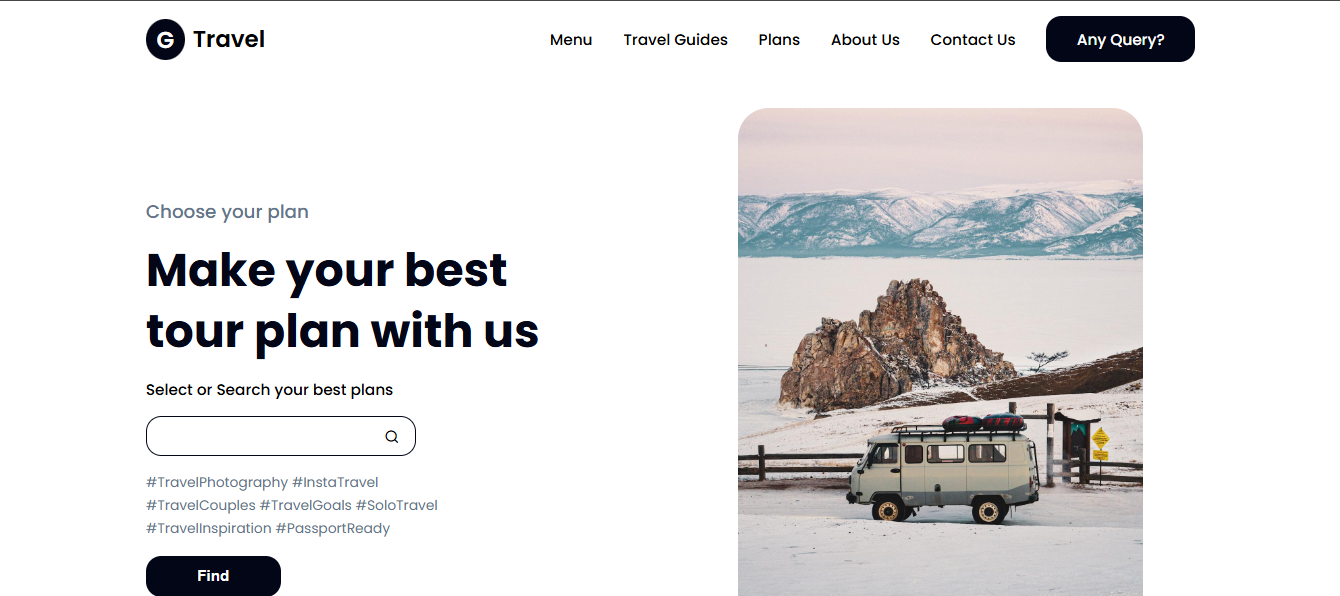 G Travel
Menu Travel Guides Plans About Us Contact Us Any Query?
Choose your plan
Make your best
tour plan with us
Select or Search your best plans
#TravelPhotography #InstaTravel
#TravelCouples #TravelGoals #SoloTravel
#TravelInspiration #PassportReady
Find